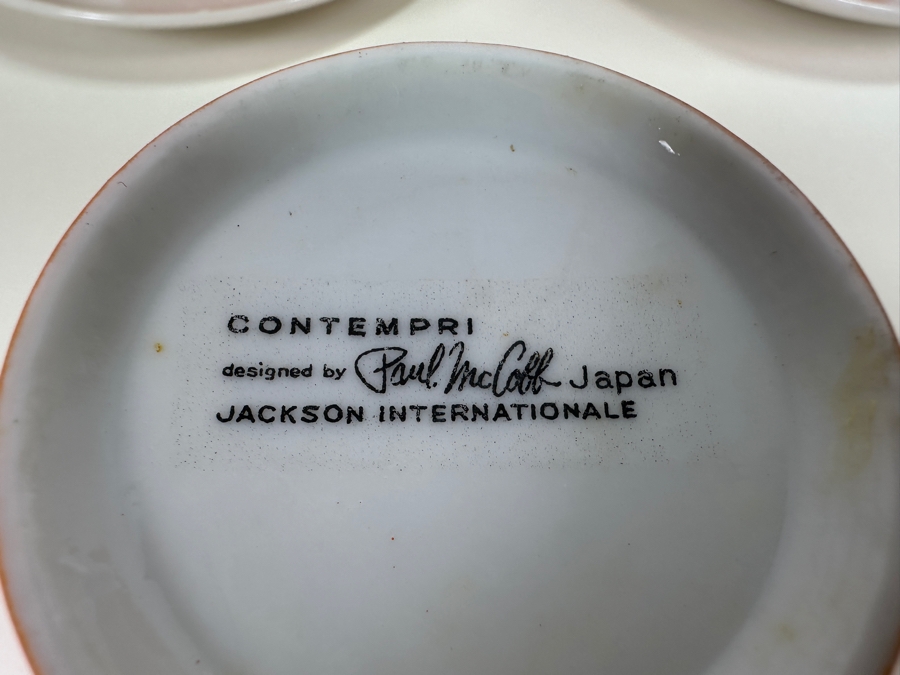 CONTEMPRI
designed by Paul McCobb Japan
JACKSON INTERNATIONALE